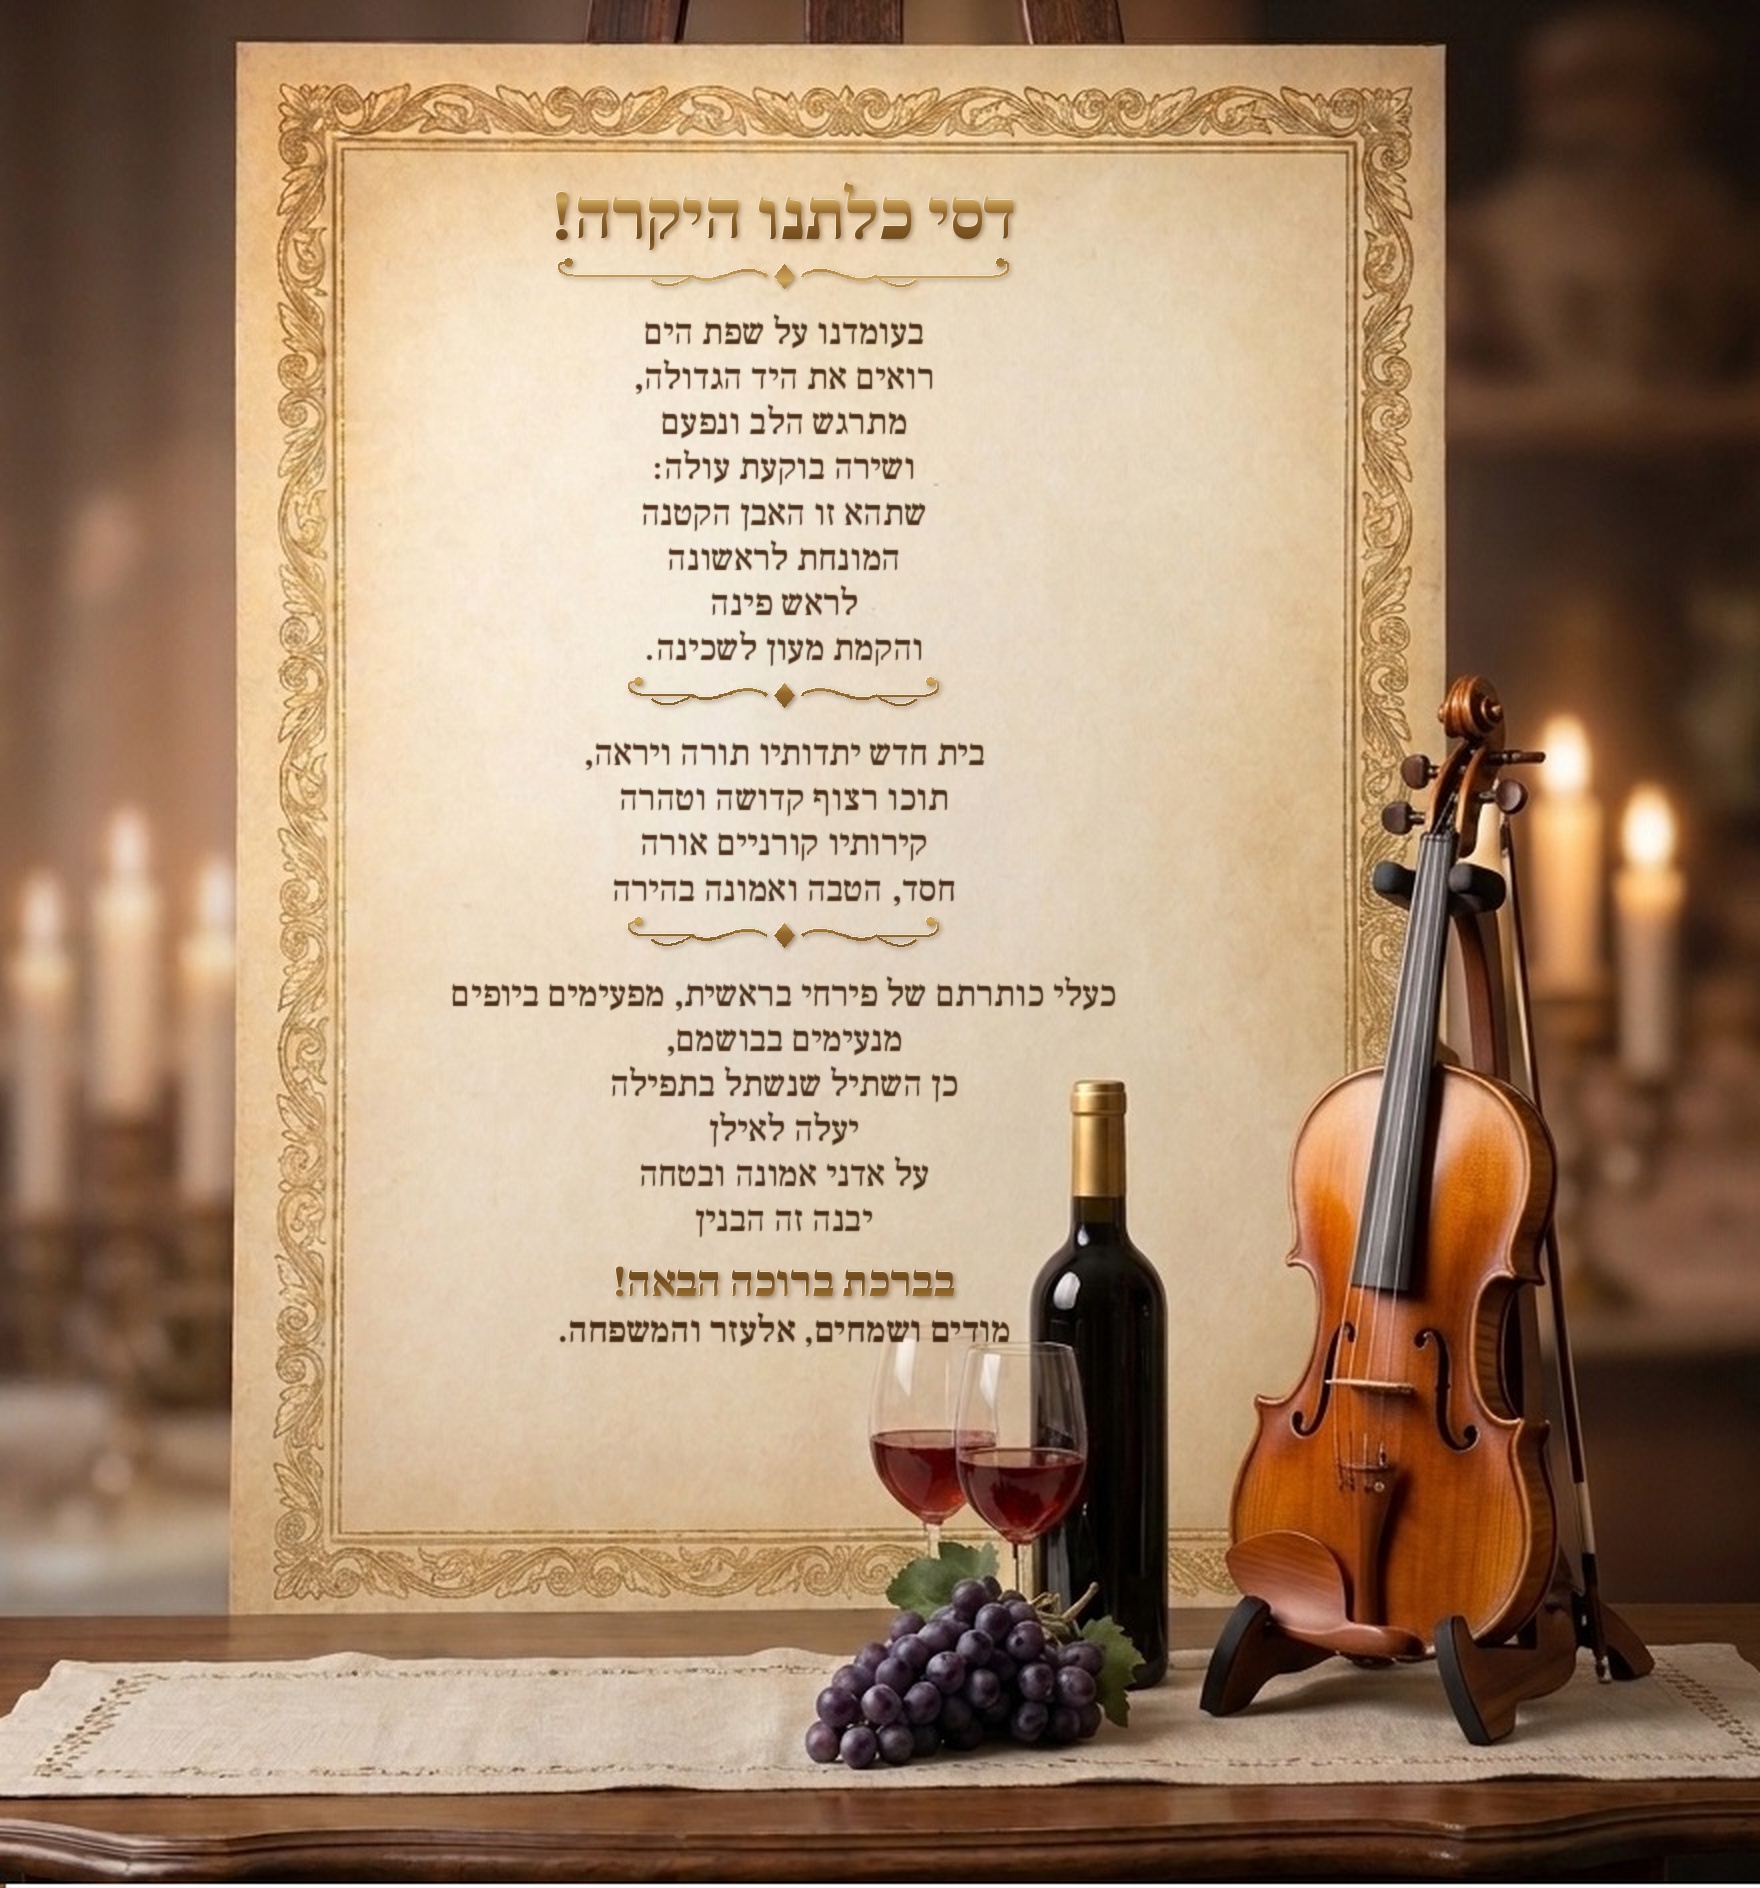 דסי כלתנו היקרה!
בעומדנו על שפת הים
רואים את היד הגדולה,
מתרגש הלב ונפעם
ושירה בוקעת עולה:
שתהא זו האבן הקטנה
המונחת לראשונה
לראש פינה
והקמת מעון לשכינה.
בית חדש יתדותיו תורה ויראה,
תוכו רצוף קדושה וטהרה
קירותיו קורניים אורה
חסד, הטבה ואמונה בהירה
כעלי כותרתם של פירחי בראשית, מפעימים ביופים
מנעימים בבושמם,
כן השתיל שנשתל בתפילה
יעלה לאילן
על אדני אמונה ובטחה
יבנה זה הבנין
בברכת ברוכה הבאה!
מודים ושמחים, אלעזר והמשפחה.